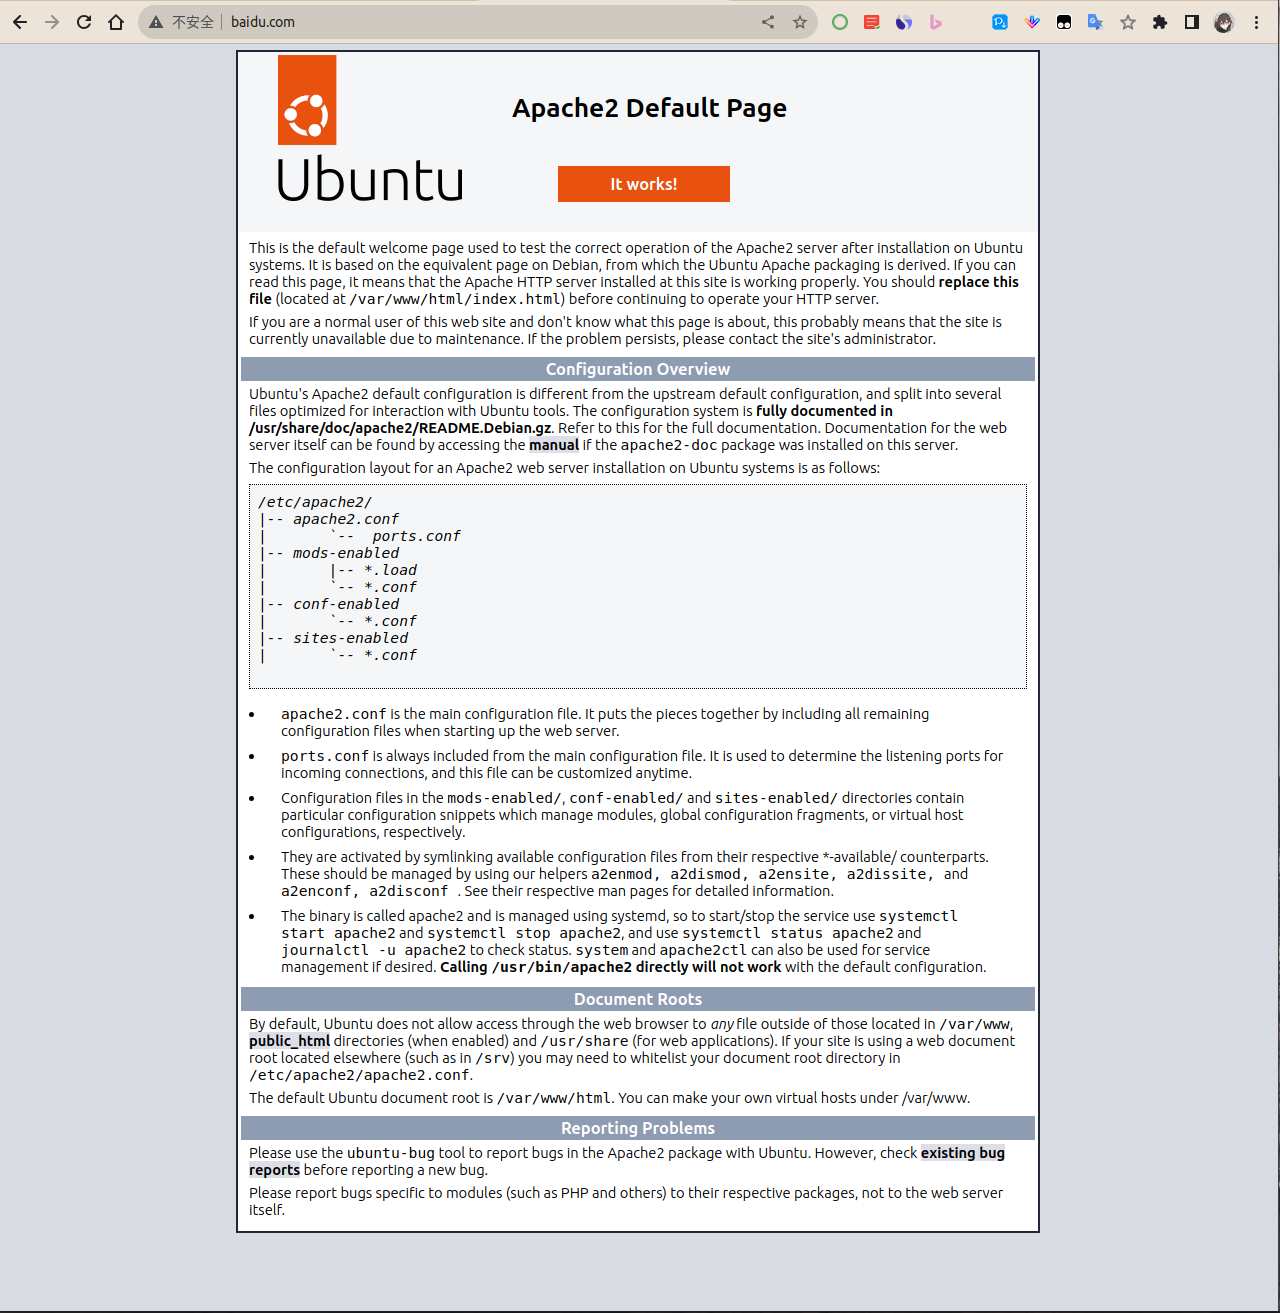 不安全 baidu.com
Apache2 Default Page
Ubuntu
It works!
This is the default welcome page used to test the correct operation of the Apache2 server after installation on Ubuntu
systems. It is based on the equivalent page on Debian, from which the Ubuntu Apache packaging is derived. If you can
read this page, it means that the Apache HTTP server installed at this site is working properly. You should replace this
file (located at /var/www/html/index.html) before continuing to operate your HTTP server.
If you are a normal user of this web site and don't know what this page is about, this probably means that the site is
currently unavailable due to maintenance. If the problem persists, please contact the site's administrator.
Configuration Overview
Ubuntu's Apache2 default configuration is different from the upstream default configuration, and split into several
files optimized for interaction with Ubuntu tools. The configuration system is fully documented in
/usr/share/doc/apache2/README.Debian.gz. Refer to this for the full documentation. Documentation for the web
server itself can be found by accessing the manual if the apache2-doc package was installed on this server.
The configuration layout for an Apache2 web server installation on Ubuntu systems is as follows:
/etc/apache2/
|-- apache2.conf
|       `--  ports.conf
|-- mods-enabled
|       |-- *.load
|       `-- *.conf
|-- conf-enabled
|       `-- *.conf
|-- sites-enabled
|       `-- *.conf
• apache2.conf is the main configuration file. It puts the pieces together by including all remaining
configuration files when starting up the web server.
• ports.conf is always included from the main configuration file. It is used to determine the listening ports for
incoming connections, and this file can be customized anytime.
• Configuration files in the mods-enabled/, conf-enabled/ and sites-enabled/ directories contain
particular configuration snippets which manage modules, global configuration fragments, or virtual host
configurations, respectively.
• They are activated by symlinking available configuration files from their respective *-available/ counterparts.
These should be managed by using our helpers a2enmod, a2dismod, a2ensite, a2dissite, and
a2enconf, a2disconf . See their respective man pages for detailed information.
• The binary is called apache2 and is managed using systemd, so to start/stop the service use systemctl
start apache2 and systemctl stop apache2, and use systemctl status apache2 and
journalctl -u apache2 to check status. system and apache2ctl can also be used for service
management if desired. Calling /usr/bin/apache2 directly will not work with the default configuration.
Document Roots
By default, Ubuntu does not allow access through the web browser to any file outside of those located in /var/www,
public_html directories (when enabled) and /usr/share (for web applications). If your site is using a web document
root located elsewhere (such as in /srv) you may need to whitelist your document root directory in
/etc/apache2/apache2.conf.
The default Ubuntu document root is /var/www/html. You can make your own virtual hosts under /var/www.
Reporting Problems
Please use the ubuntu-bug tool to report bugs in the Apache2 package with Ubuntu. However, check existing bug
reports before reporting a new bug.
Please report bugs specific to modules (such as PHP and others) to their respective packages, not to the web server
itself.